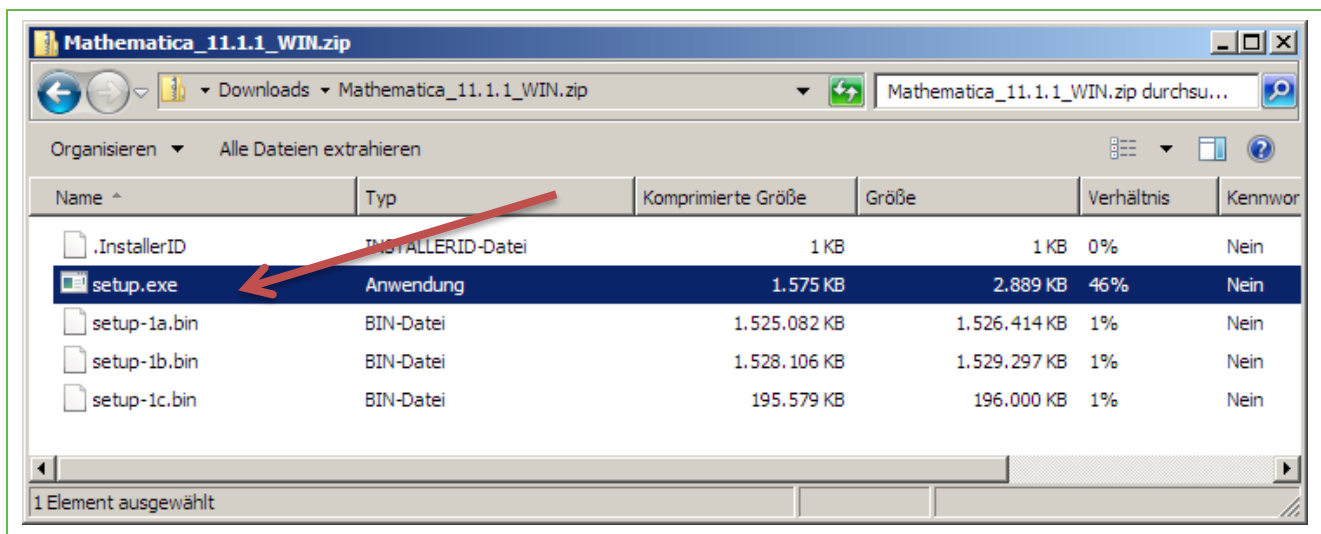 Mathematica_11.1.1_WIN.zip
Downloads Mathematica_11.1.1_WIN.zip Mathematica_11.1.1_WIN.zip durchsu...
Organisieren Alle Dateien extrahieren
Name Typ Komprimierte Größe Größe Verhältnis Kennwor
.InstallerID INSTALLERID-Datei 1 KB 1 KB 0% Nein
setup.exe Anwendung 1.575 KB 2.889 KB 46% Nein
setup-1a.bin BIN-Datei 1.525.082 KB 1.526.414 KB 1% Nein
setup-1b.bin BIN-Datei 1.528.106 KB 1.529.297 KB 1% Nein
setup-1c.bin BIN-Datei 195.579 KB 196.000 KB 1% Nein
1 Element ausgewählt